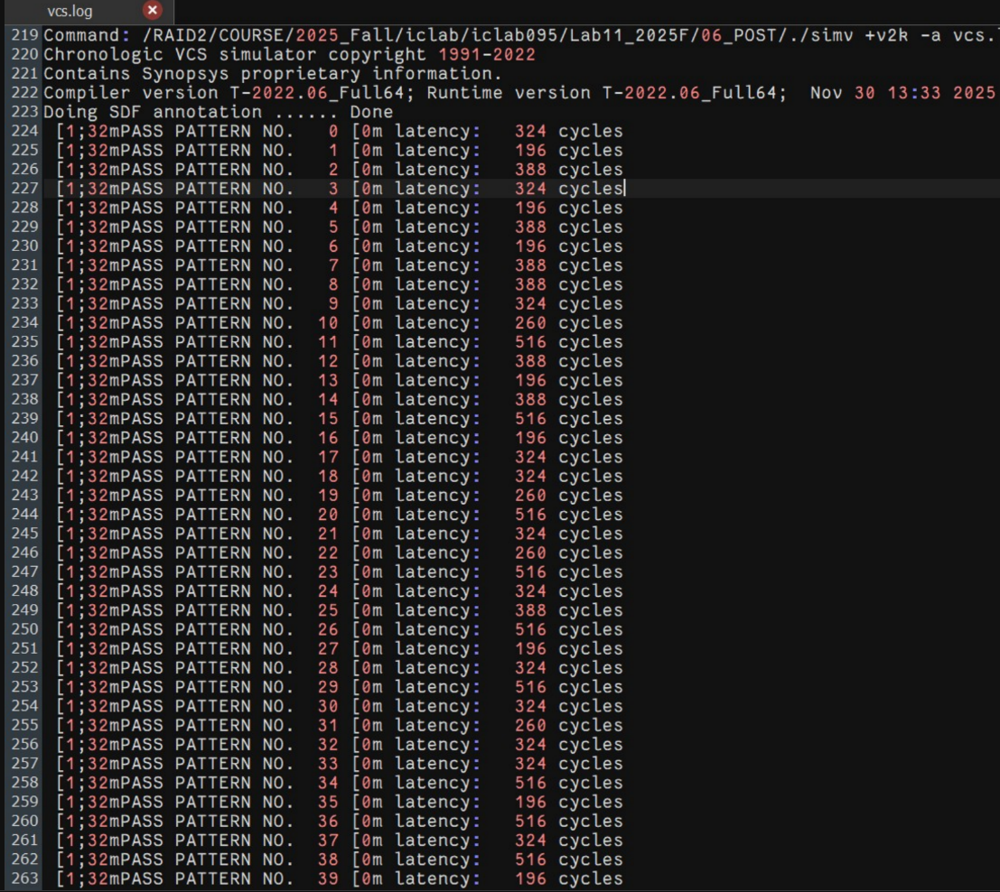 vcs.log
219 Command: /RAID2/COURSE/2025_Fall/iclab/iclab095/Lab11_2025F/06_POST/./simv +v2k -a vcs.
220 Chronologic VCS simulator copyright 1991-2022
221 Contains Synopsys proprietary information.
222 Compiler version T-2022.06_Full64; Runtime version T-2022.06_Full64;  Nov 30 13:33 2025
223 Doing SDF annotation ...... Done
224  [1;32mPASS PATTERN NO.   0 [0m latency:   324 cycles
225  [1;32mPASS PATTERN NO.   1 [0m latency:   196 cycles
226  [1;32mPASS PATTERN NO.   2 [0m latency:   388 cycles
227  [1;32mPASS PATTERN NO.   3 [0m latency:   324 cycles
228  [1;32mPASS PATTERN NO.   4 [0m latency:   196 cycles
229  [1;32mPASS PATTERN NO.   5 [0m latency:   388 cycles
230  [1;32mPASS PATTERN NO.   6 [0m latency:   196 cycles
231  [1;32mPASS PATTERN NO.   7 [0m latency:   388 cycles
232  [1;32mPASS PATTERN NO.   8 [0m latency:   388 cycles
233  [1;32mPASS PATTERN NO.   9 [0m latency:   324 cycles
234  [1;32mPASS PATTERN NO.  10 [0m latency:   260 cycles
235  [1;32mPASS PATTERN NO.  11 [0m latency:   516 cycles
236  [1;32mPASS PATTERN NO.  12 [0m latency:   388 cycles
237  [1;32mPASS PATTERN NO.  13 [0m latency:   196 cycles
238  [1;32mPASS PATTERN NO.  14 [0m latency:   388 cycles
239  [1;32mPASS PATTERN NO.  15 [0m latency:   516 cycles
240  [1;32mPASS PATTERN NO.  16 [0m latency:   196 cycles
241  [1;32mPASS PATTERN NO.  17 [0m latency:   324 cycles
242  [1;32mPASS PATTERN NO.  18 [0m latency:   324 cycles
243  [1;32mPASS PATTERN NO.  19 [0m latency:   260 cycles
244  [1;32mPASS PATTERN NO.  20 [0m latency:   516 cycles
245  [1;32mPASS PATTERN NO.  21 [0m latency:   324 cycles
246  [1;32mPASS PATTERN NO.  22 [0m latency:   260 cycles
247  [1;32mPASS PATTERN NO.  23 [0m latency:   516 cycles
248  [1;32mPASS PATTERN NO.  24 [0m latency:   324 cycles
249  [1;32mPASS PATTERN NO.  25 [0m latency:   388 cycles
250  [1;32mPASS PATTERN NO.  26 [0m latency:   516 cycles
251  [1;32mPASS PATTERN NO.  27 [0m latency:   196 cycles
252  [1;32mPASS PATTERN NO.  28 [0m latency:   324 cycles
253  [1;32mPASS PATTERN NO.  29 [0m latency:   516 cycles
254  [1;32mPASS PATTERN NO.  30 [0m latency:   324 cycles
255  [1;32mPASS PATTERN NO.  31 [0m latency:   260 cycles
256  [1;32mPASS PATTERN NO.  32 [0m latency:   324 cycles
257  [1;32mPASS PATTERN NO.  33 [0m latency:   324 cycles
258  [1;32mPASS PATTERN NO.  34 [0m latency:   516 cycles
259  [1;32mPASS PATTERN NO.  35 [0m latency:   196 cycles
260  [1;32mPASS PATTERN NO.  36 [0m latency:   516 cycles
261  [1;32mPASS PATTERN NO.  37 [0m latency:   324 cycles
262  [1;32mPASS PATTERN NO.  38 [0m latency:   516 cycles
263  [1;32mPASS PATTERN NO.  39 [0m latency:   196 cycles